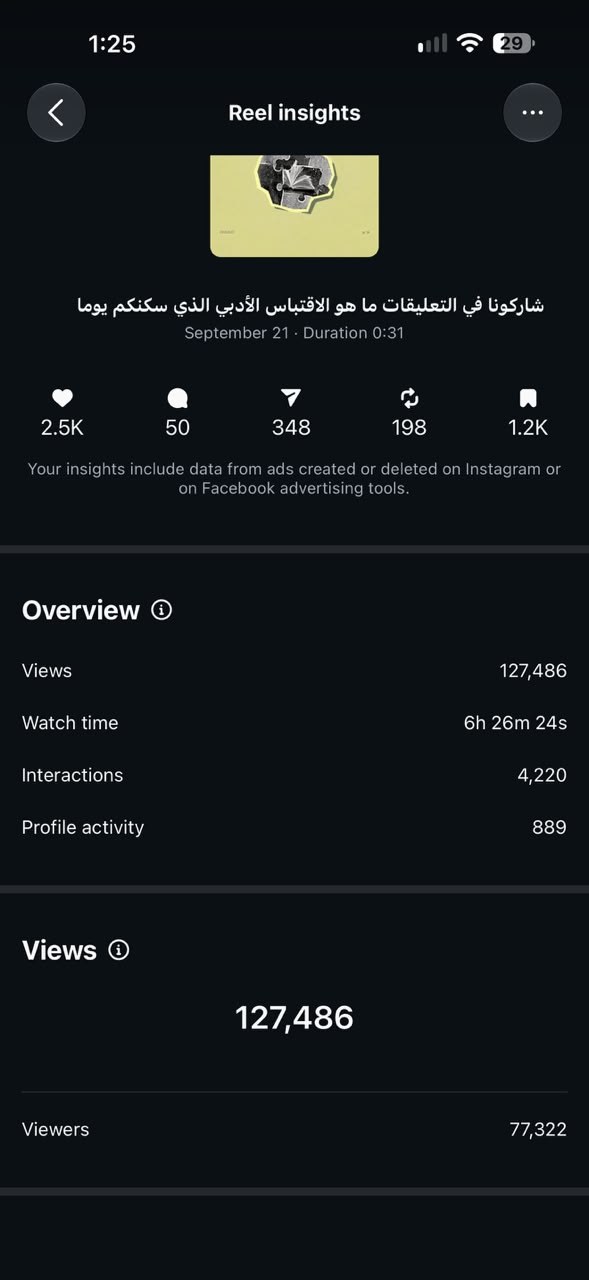 1:25
29
Reel insights
شاركونا في التعليقات ما هو الاقتباس الأدبي الذي سكنكم يوما
September 21 · Duration 0:31
2.5K 50 348 198 1.2K
Your insights include data from ads created or deleted on Instagram or
on Facebook advertising tools.
Overview
Views 127,486
Watch time 6h 26m 24s
Interactions 4,220
Profile activity 889
Views
127,486
Viewers 77,322